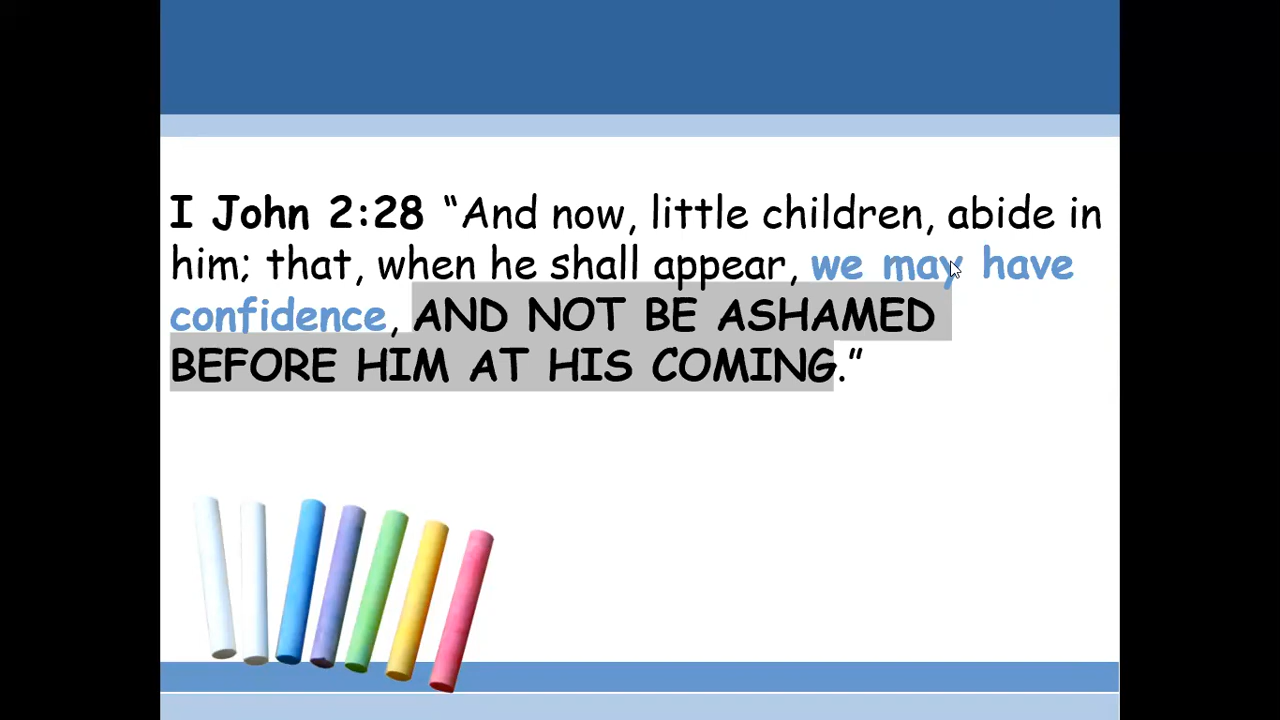 I John 2:28 “And now, little children, abide in
him; that, when he shall appear, we may have
confidence, AND NOT BE ASHAMED
BEFORE HIM AT HIS COMING.”